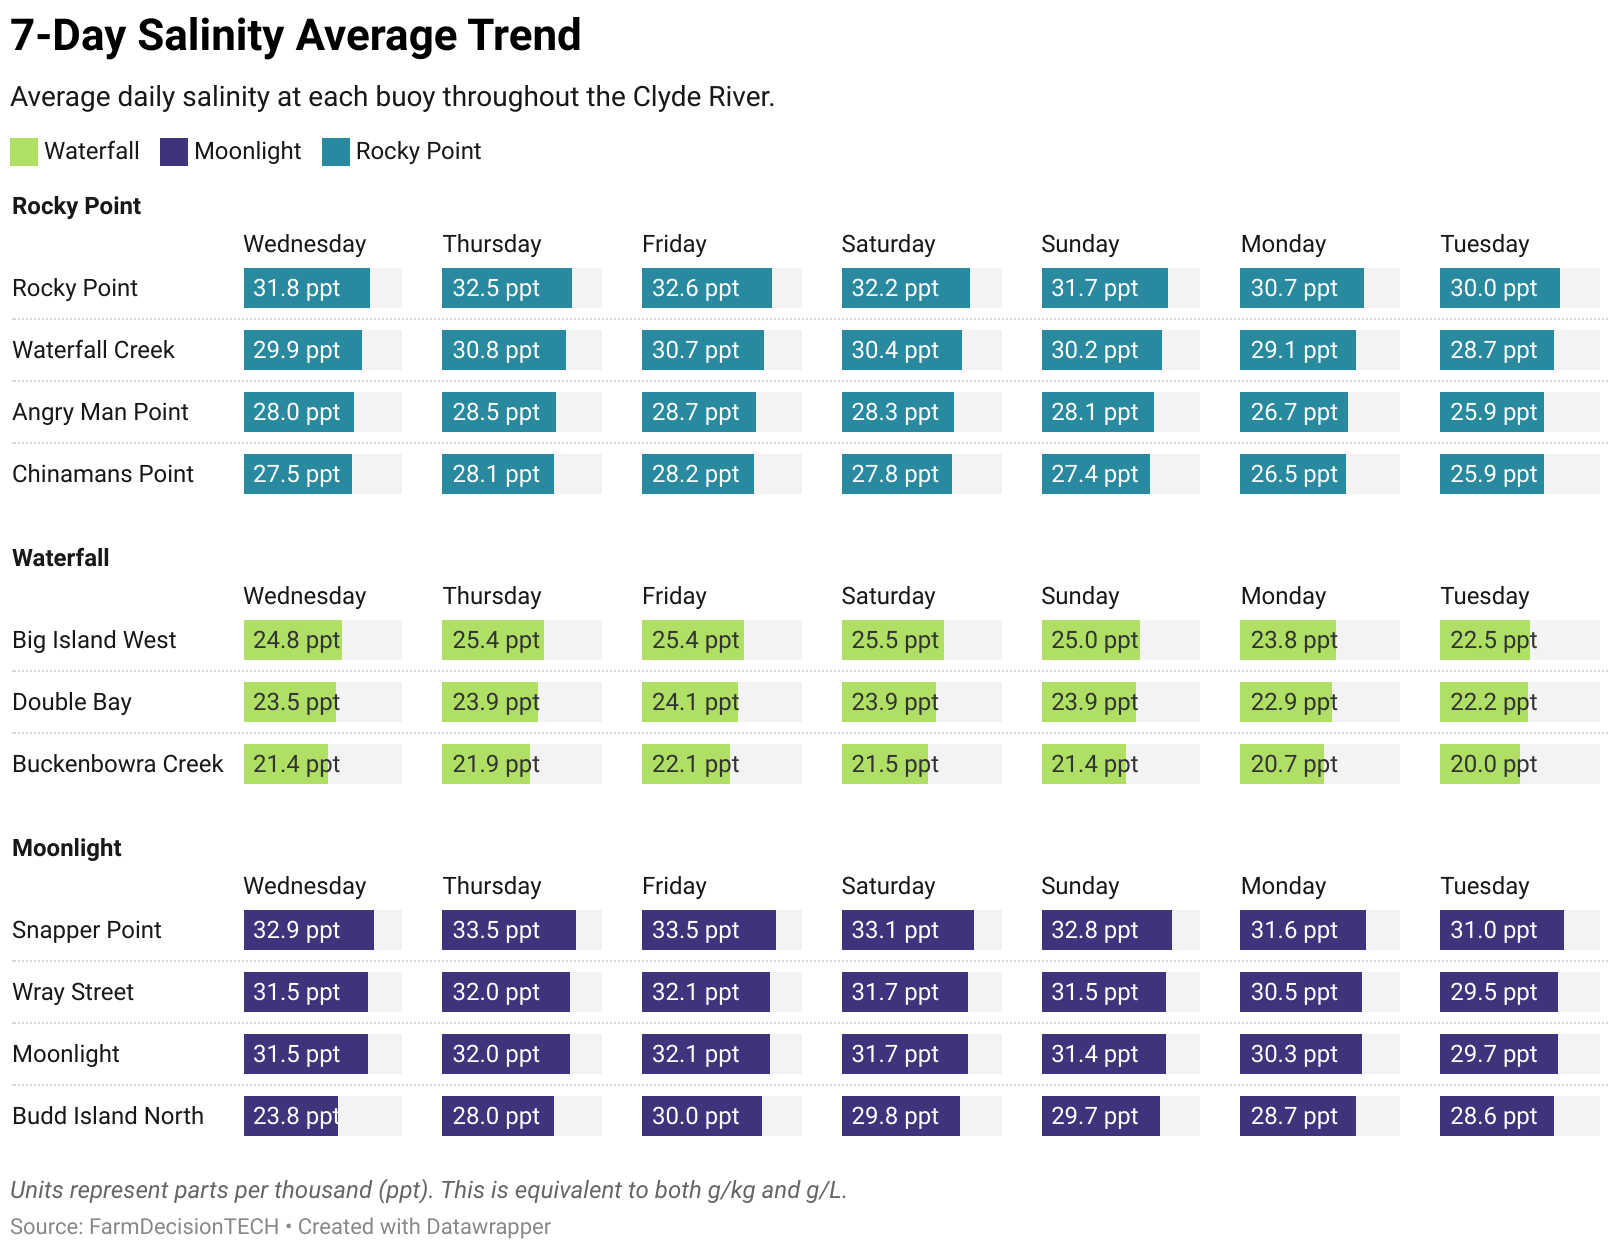 7-Day Salinity Average Trend
Average daily salinity at each buoy throughout the Clyde River.
Waterfall Moonlight Rocky Point
Rocky Point
Wednesday Thursday Friday Saturday Sunday Monday Tuesday
Rocky Point 31.8 ppt 32.5 ppt 32.6 ppt 32.2 ppt 31.7 ppt 30.7 ppt 30.0 ppt
Waterfall Creek 29.9 ppt 30.8 ppt 30.7 ppt 30.4 ppt 30.2 ppt 29.1 ppt 28.7 ppt
Angry Man Point 28.0 ppt 28.5 ppt 28.7 ppt 28.3 ppt 28.1 ppt 26.7 ppt 25.9 ppt
Chinamans Point 27.5 ppt 28.1 ppt 28.2 ppt 27.8 ppt 27.4 ppt 26.5 ppt 25.9 ppt
Waterfall
Wednesday Thursday Friday Saturday Sunday Monday Tuesday
Big Island West 24.8 ppt 25.4 ppt 25.4 ppt 25.5 ppt 25.0 ppt 23.8 ppt 22.5 ppt
Double Bay 23.5 ppt 23.9 ppt 24.1 ppt 23.9 ppt 23.9 ppt 22.9 ppt 22.2 ppt
Buckenbowra Creek 21.4 ppt 21.9 ppt 22.1 ppt 21.5 ppt 21.4 ppt 20.7 ppt 20.0 ppt
Moonlight
Wednesday Thursday Friday Saturday Sunday Monday Tuesday
Snapper Point 32.9 ppt 33.5 ppt 33.5 ppt 33.1 ppt 32.8 ppt 31.6 ppt 31.0 ppt
Wray Street 31.5 ppt 32.0 ppt 32.1 ppt 31.7 ppt 31.5 ppt 30.5 ppt 29.5 ppt
Moonlight 31.5 ppt 32.0 ppt 32.1 ppt 31.7 ppt 31.4 ppt 30.3 ppt 29.7 ppt
Budd Island North 23.8 ppt 28.0 ppt 30.0 ppt 29.8 ppt 29.7 ppt 28.7 ppt 28.6 ppt
Units represent parts per thousand (ppt). This is equivalent to both g/kg and g/L.
Source: FarmDecisionTECH • Created with Datawrapper